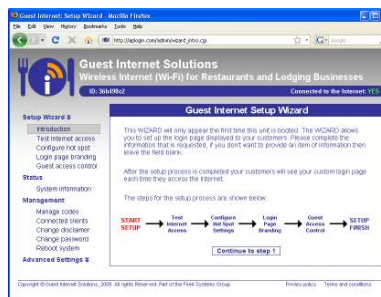 Guest Internet: Setup Wizard - Mozilla Firefox
File Edit View History Bookmarks Tools Help
http://aplogin.com/admin/wizard_intro.cgi
Google
Guest Internet Solutions
Wireless Internet (Wi-Fi) for Restaurants and Lodging Businesses
Connected to the Internet: YES
Setup Wizard
Introduction
Test internet access
Configure hot spot
Login page branding
Guest access control
Status
System information
Management
Manage codes
Connected clients
Change disclaimer
Change password
Reboot system
Advanced Settings
Guest Internet Setup Wizard
This WIZARD will only appear the first time this unit is booted. The WIZARD allows
you to set up the login page displayed to your customers. Please complete the
information that is requested, if you don't want to provide an item of information then
leave the field blank.
After the setup process is completed your customers will see your custom login page
each time they access the Internet.
The steps for the setup process are shown below:
START SETUP
Test Internet Access
Configure Hot Spot Settings
Login Page Branding
Guest Access Control
SETUP FINISH
Continue to step 1
Copyright © Guest Internet Solutions, 2009. All rights Reserved. Part of the Fire4 Systems Group.
Privacy policy Terms and conditions